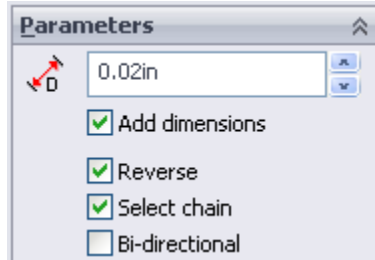 Parameters
D
0.02in
Add dimensions
Reverse
Select chain
Bi-directional